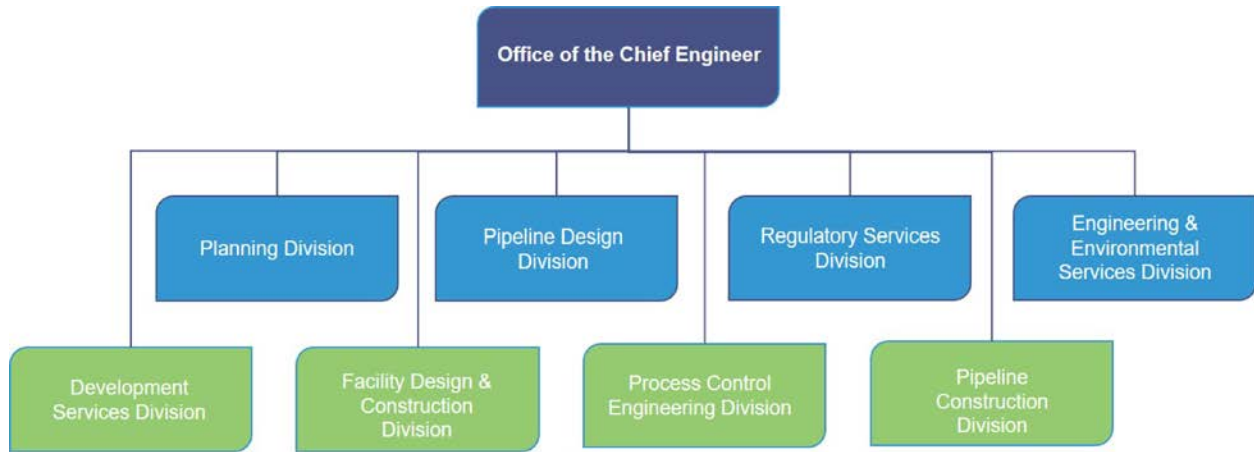 Office of the Chief Engineer
Planning Division
Pipeline Design
Division
Regulatory Services
Division
Engineering &
Environmental
Services Division
Development
Services Division
Facility Design &
Construction
Division
Process Control
Engineering Division
Pipeline
Construction
Division